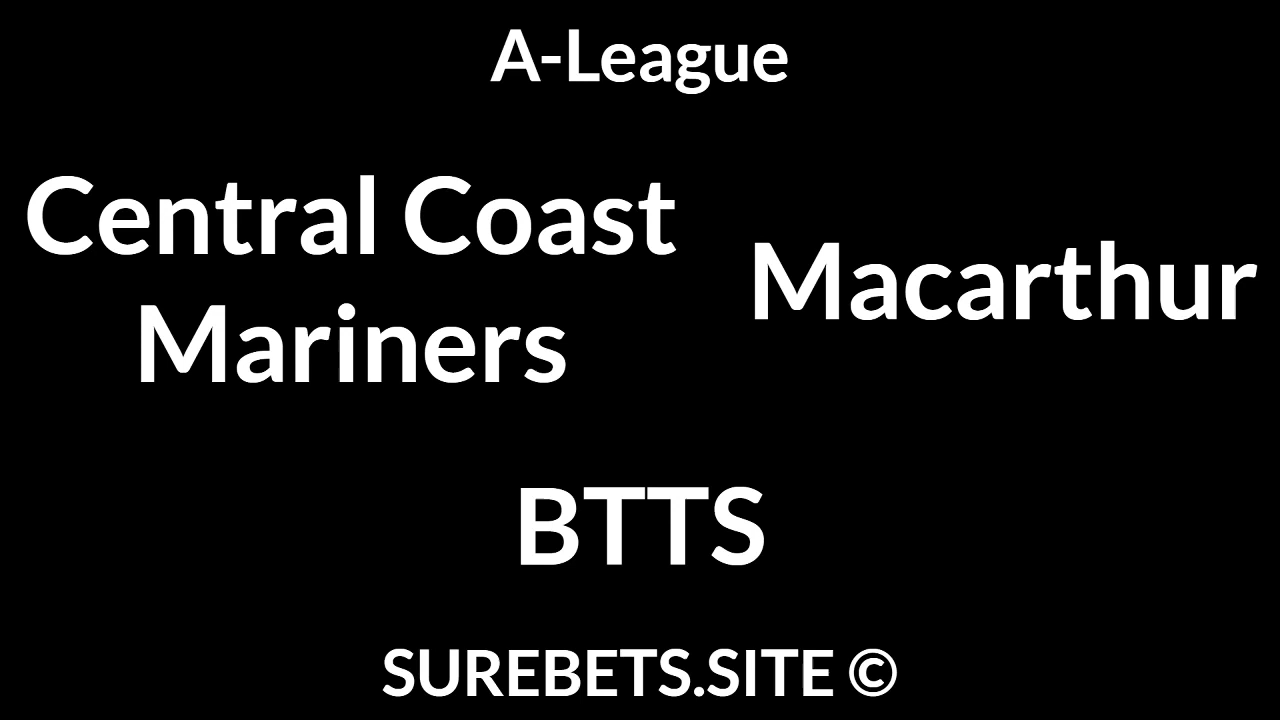 A-League
Central Coast
Mariners
Macarthur
BTTS
SUREBETS.SITE ©